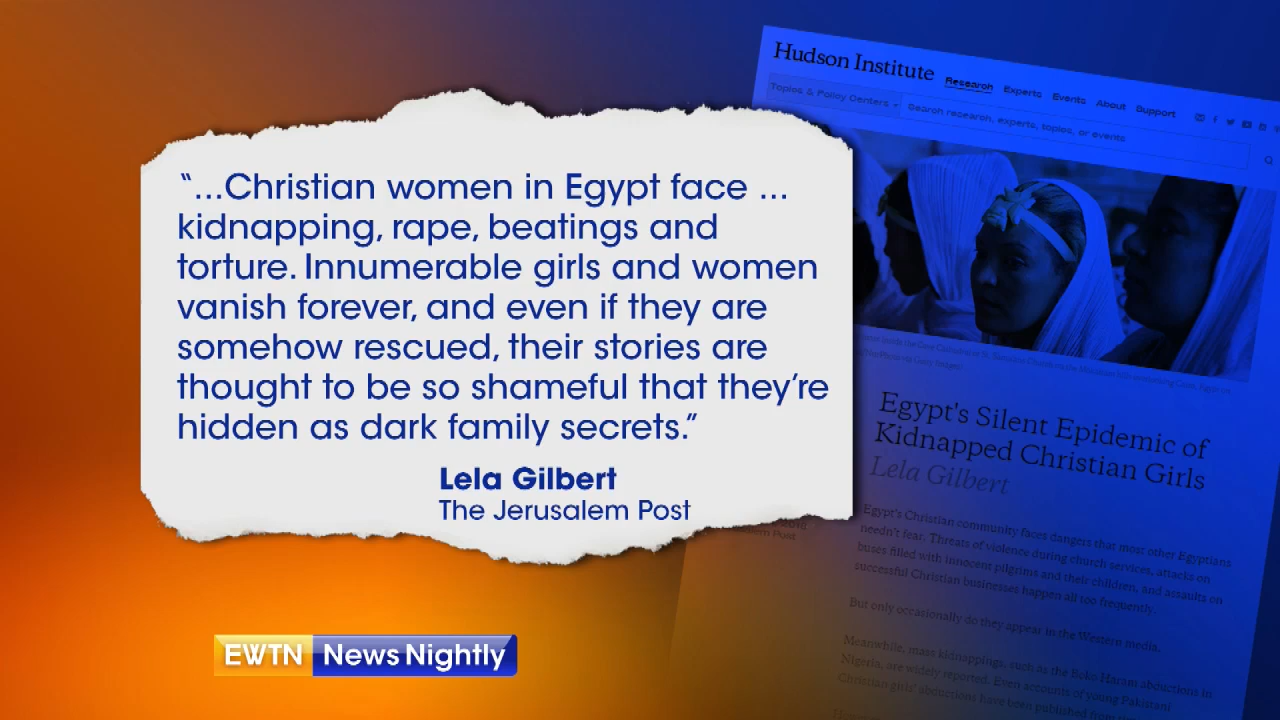 Hudson Institute
Research Experts Events About Support
Topics & Policy Centers
Search research, experts, topics, or events
“...Christian women in Egypt face ...
kidnapping, rape, beatings and
torture. Innumerable girls and women
vanish forever, and even if they are
somehow rescued, their stories are
thought to be so shameful that they’re
hidden as dark family secrets.”
Lela Gilbert
The Jerusalem Post
Egypt's Silent Epidemic of
Kidnapped Christian Girls
Lela Gilbert
Egypt's Christian community faces dangers that most other Egyptians
needn't fear. Threats of violence during church services, attacks on
buses filled with innocent pilgrims and their children, and assaults on
successful Christian businesses happen all too frequently.
But only occasionally do they appear in the Western media.
Meanwhile, mass kidnappings, such as the Boko Haram abductions in
Nigeria, are widely reported. Even accounts of young Pakistani
Christian girls' abductions have been published from
Post
EWTN News Nightly